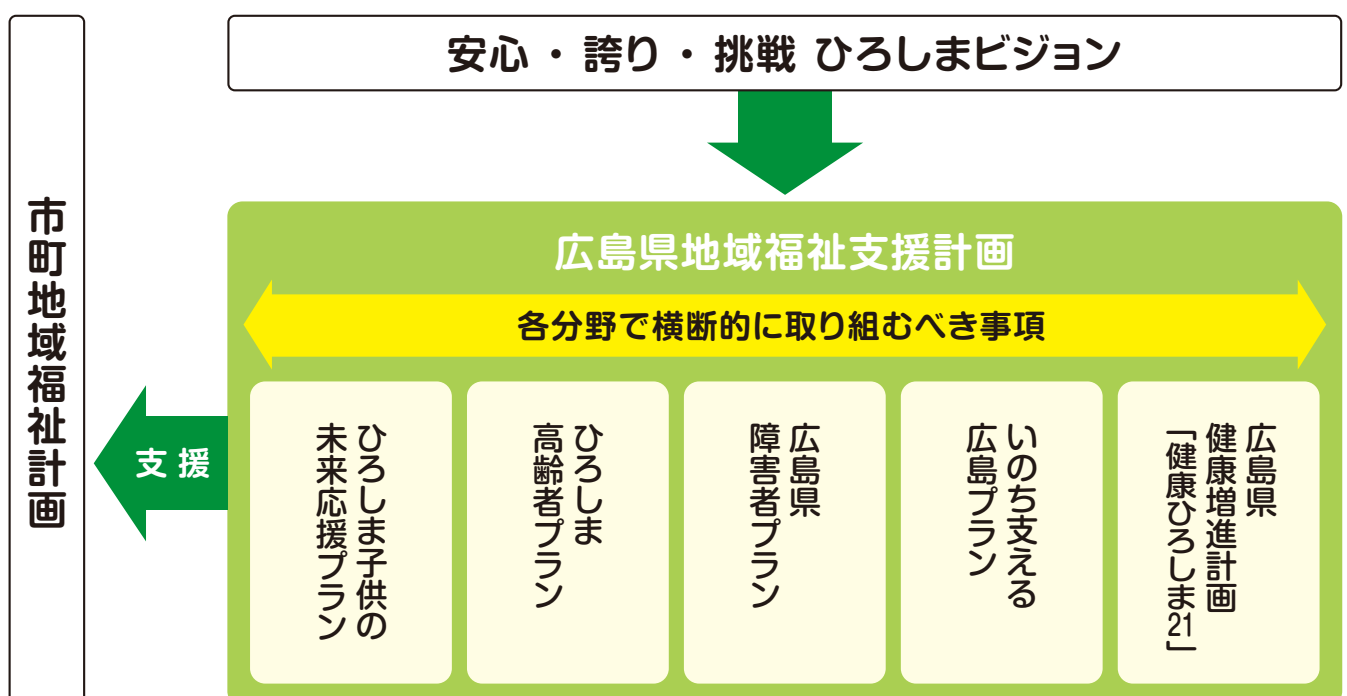 安心・誇り・挑戦 ひろしまビジョン
市町地域福祉計画
広島県地域福祉支援計画
各分野で横断的に取り組むべき事項
支援
ひろしま子供の
未来応援プラン
ひろしま
高齢者プラン
広島県
障害者プラン
いのち支える
広島プラン
広島県
健康増進計画
「健康ひろしま21」